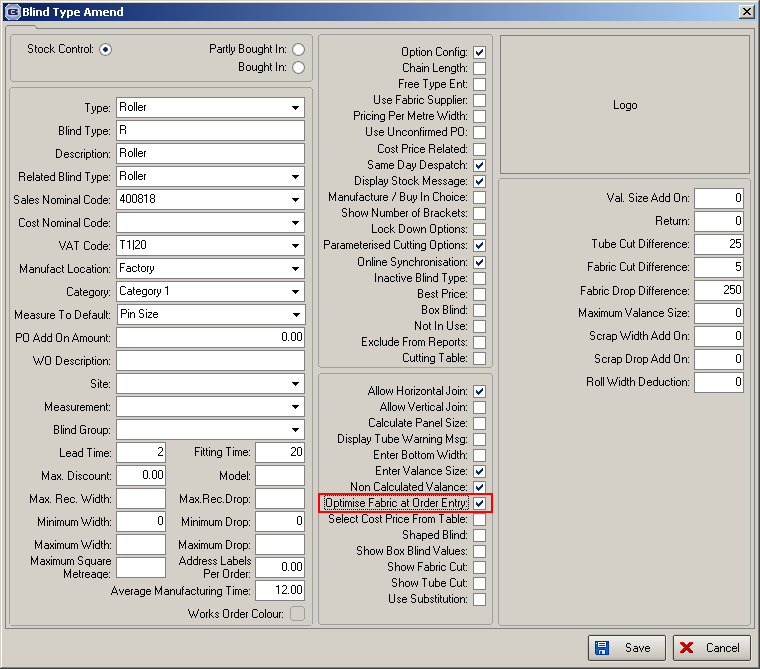 Blind Type Amend
Stock Control:
Partly Bought In:
Bought In:
Type: Roller
Blind Type: R
Description: Roller
Related Blind Type: Roller
Sales Nominal Code: 400818
Cost Nominal Code:
VAT Code: T1|20
Manufact Location: Factory
Category: Category 1
Measure To Default: Pin Size
PO Add On Amount: 0.00
WO Description:
Site:
Measurement:
Blind Group:
Lead Time: 2 Fitting Time: 20
Max. Discount: 0.00 Model:
Max. Rec. Width: Max.Rec.Drop:
Minimum Width: 0 Minimum Drop: 0
Maximum Width: Maximum Drop:
Maximum Square Metreage: Address Labels Per Order: 0.00
Average Manufacturing Time: 12.00
Works Order Colour:
Option Config:
Chain Length:
Free Type Ent:
Use Fabric Supplier:
Pricing Per Metre Width:
Use Unconfirmed PO:
Cost Price Related:
Same Day Despatch:
Display Stock Message:
Manufacture / Buy In Choice:
Show Number of Brackets:
Lock Down Options:
Parameterised Cutting Options:
Online Synchronisation:
Inactive Blind Type:
Best Price:
Box Blind:
Not In Use:
Exclude From Reports:
Cutting Table:
Allow Horizontal Join:
Allow Vertical Join:
Calculate Panel Size:
Display Tube Warning Msg:
Enter Bottom Width:
Enter Valance Size:
Non Calculated Valance:
Optimise Fabric at Order Entry:
Select Cost Price From Table:
Shaped Blind:
Show Box Blind Values:
Show Fabric Cut:
Show Tube Cut:
Use Substitution:
Logo
Val. Size Add On: 0
Return: 0
Tube Cut Difference: 25
Fabric Cut Difference: 5
Fabric Drop Difference: 250
Maximum Valance Size: 0
Scrap Width Add On: 0
Scrap Drop Add On: 0
Roll Width Deduction: 0
Save
Cancel